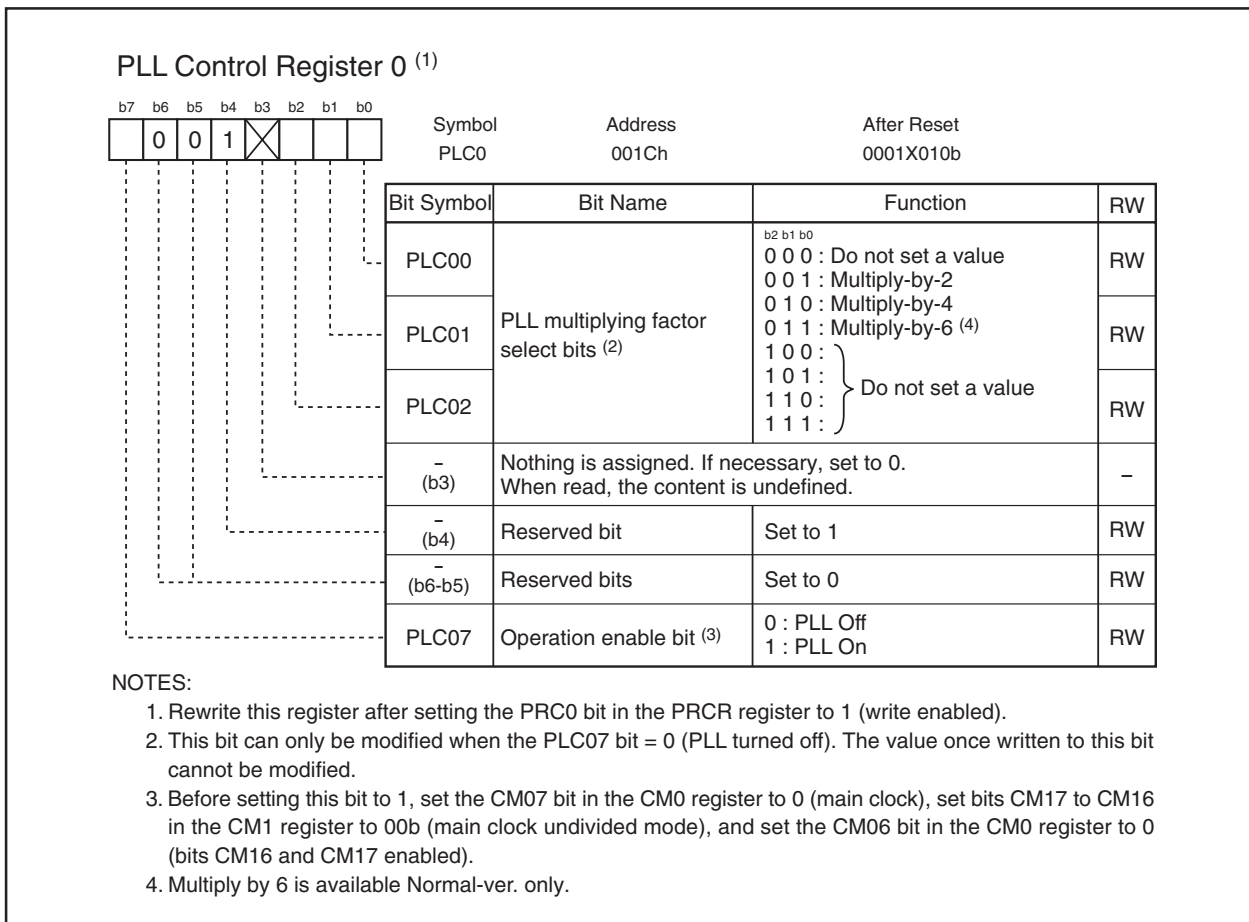 PLL Control Register 0 (1)
b7 b6 b5 b4 b3 b2 b1 b0
0 0 1
Symbol Address After Reset
PLC0 001Ch 0001X010b
Bit Symbol Bit Name Function RW
PLC00 RW
PLC01 RW
PLC02 RW
PLL multiplying factor
select bits (2)
b2 b1 b0
0 0 0 : Do not set a value
0 0 1 : Multiply-by-2
0 1 0 : Multiply-by-4
0 1 1 : Multiply-by-6 (4)
1 0 0 :
1 0 1 :
1 1 0 :
1 1 1 :
Do not set a value
–
(b3)
Nothing is assigned. If necessary, set to 0.
When read, the content is undefined.
–
–
(b4)
Reserved bit Set to 1 RW
–
(b6-b5)
Reserved bits Set to 0 RW
PLC07 Operation enable bit (3)
0 : PLL Off
1 : PLL On
RW
NOTES:
1. Rewrite this register after setting the PRC0 bit in the PRCR register to 1 (write enabled).
2. This bit can only be modified when the PLC07 bit = 0 (PLL turned off). The value once written to this bit
cannot be modified.
3. Before setting this bit to 1, set the CM07 bit in the CM0 register to 0 (main clock), set bits CM17 to CM16
in the CM1 register to 00b (main clock undivided mode), and set the CM06 bit in the CM0 register to 0
(bits CM16 and CM17 enabled).
4. Multiply by 6 is available Normal-ver. only.